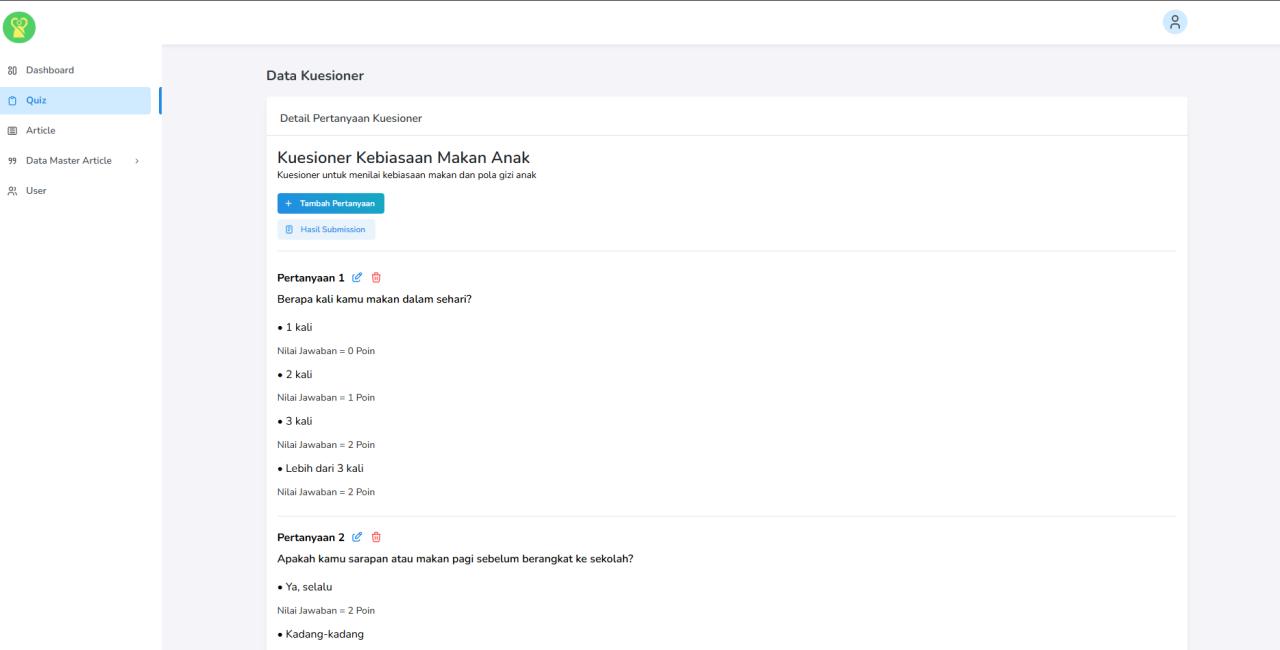 Dashboard
Quiz
Article
Data Master Article
User
Data Kuesioner
Detail Pertanyaan Kuesioner
Kuesioner Kebiasaan Makan Anak
Kuesioner untuk menilai kebiasaan makan dan pola gizi anak
+ Tambah Pertanyaan
Hasil Submission
Pertanyaan 1
Berapa kali kamu makan dalam sehari?
• 1 kali
Nilai Jawaban = 0 Poin
• 2 kali
Nilai Jawaban = 1 Poin
• 3 kali
Nilai Jawaban = 2 Poin
• Lebih dari 3 kali
Nilai Jawaban = 2 Poin
Pertanyaan 2
Apakah kamu sarapan atau makan pagi sebelum berangkat ke sekolah?
• Ya, selalu
Nilai Jawaban = 2 Poin
• Kadang-kadang